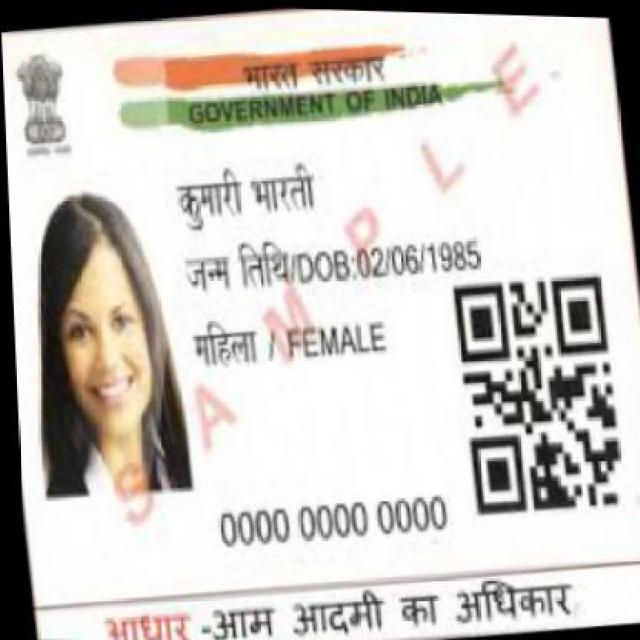 भारत सरकार
GOVERNMENT OF INDIA
कुमारी भारती
जन्म तिथि/DOB:02/06/1985
महिला / FEMALE
SAMPLE
0000 0000 0000
आधार -आम आदमी का अधिकार